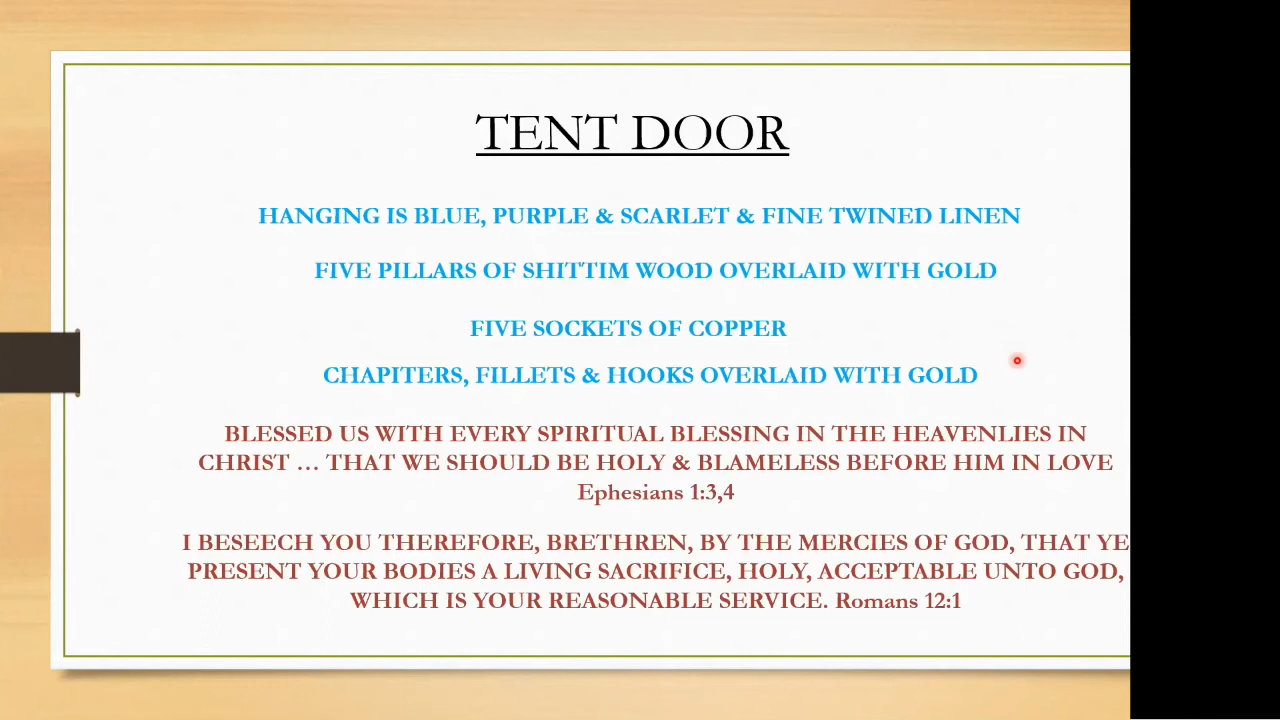 TENT DOOR
HANGING IS BLUE, PURPLE & SCARLET & FINE TWINED LINEN
FIVE PILLARS OF SHITTIM WOOD OVERLAID WITH GOLD
FIVE SOCKETS OF COPPER
CHAPITERS, FILLETS & HOOKS OVERLAID WITH GOLD
BLESSED US WITH EVERY SPIRITUAL BLESSING IN THE HEAVENLIES IN
CHRIST … THAT WE SHOULD BE HOLY & BLAMELESS BEFORE HIM IN LOVE
Ephesians 1:3,4
I BESEECH YOU THEREFORE, BRETHREN, BY THE MERCIES OF GOD, THAT YE
PRESENT YOUR BODIES A LIVING SACRIFICE, HOLY, ACCEPTABLE UNTO GOD,
WHICH IS YOUR REASONABLE SERVICE. Romans 12:1